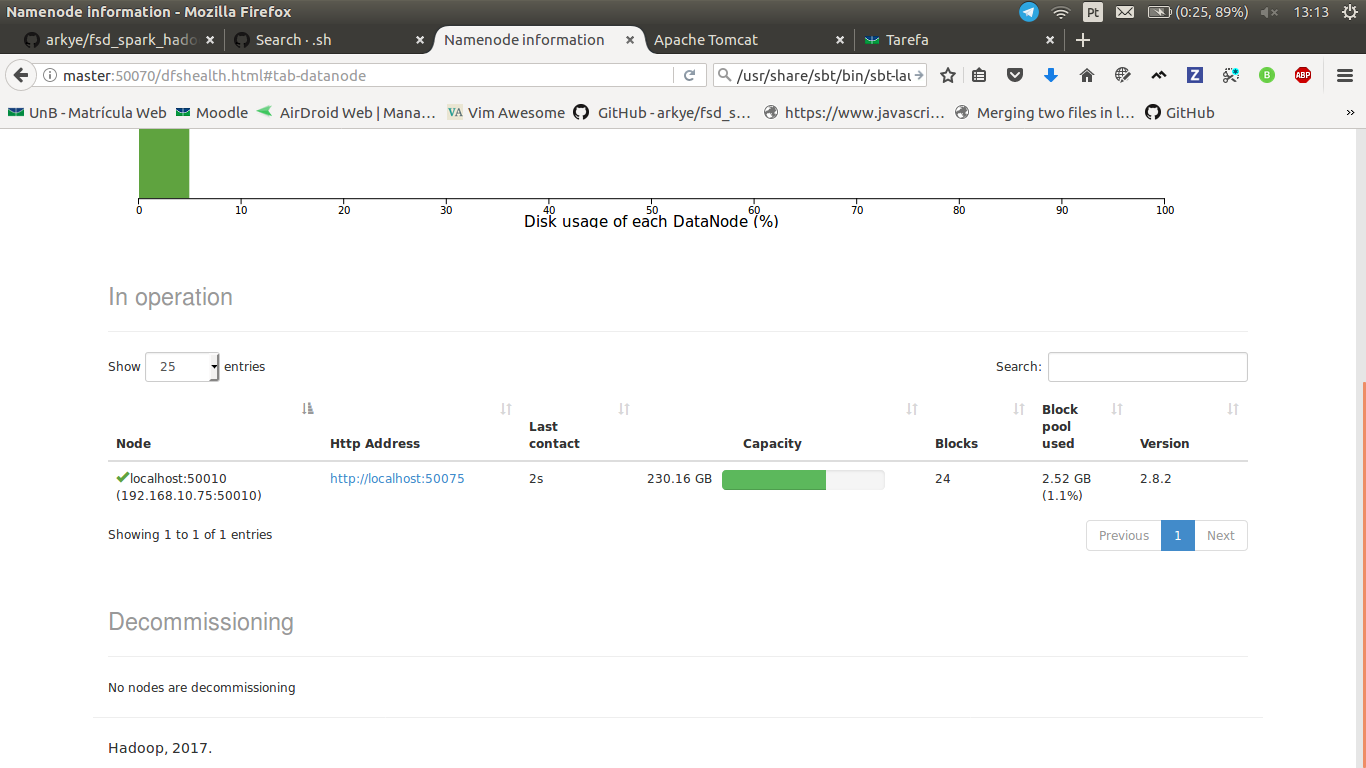 Namenode information - Mozilla Firefox
Pt
(0:25, 89%)
13:13
arkye/fsd_spark_hado
Search · .sh
Namenode information
Apache Tomcat
Tarefa
master:50070/dfshealth.html#tab-datanode
/usr/share/sbt/bin/sbt-lau
Z
B
ABP
UnB - Matrícula Web
Moodle
AirDroid Web | Mana...
VA
Vim Awesome
GitHub - arkye/fsd_s...
https://www.javascri...
Merging two files in l...
GitHub
»
0 10 20 30 40 50 60 70 80 90 100
Disk usage of each DataNode (%)
In operation
Show 25 entries
Search:
Node
Http Address
Last contact
Capacity
Blocks
Block pool used
Version
localhost:50010
(192.168.10.75:50010)
http://localhost:50075
2s
230.16 GB
24
2.52 GB
(1.1%)
2.8.2
Showing 1 to 1 of 1 entries
Previous 1 Next
Decommissioning
No nodes are decommissioning
Hadoop, 2017.